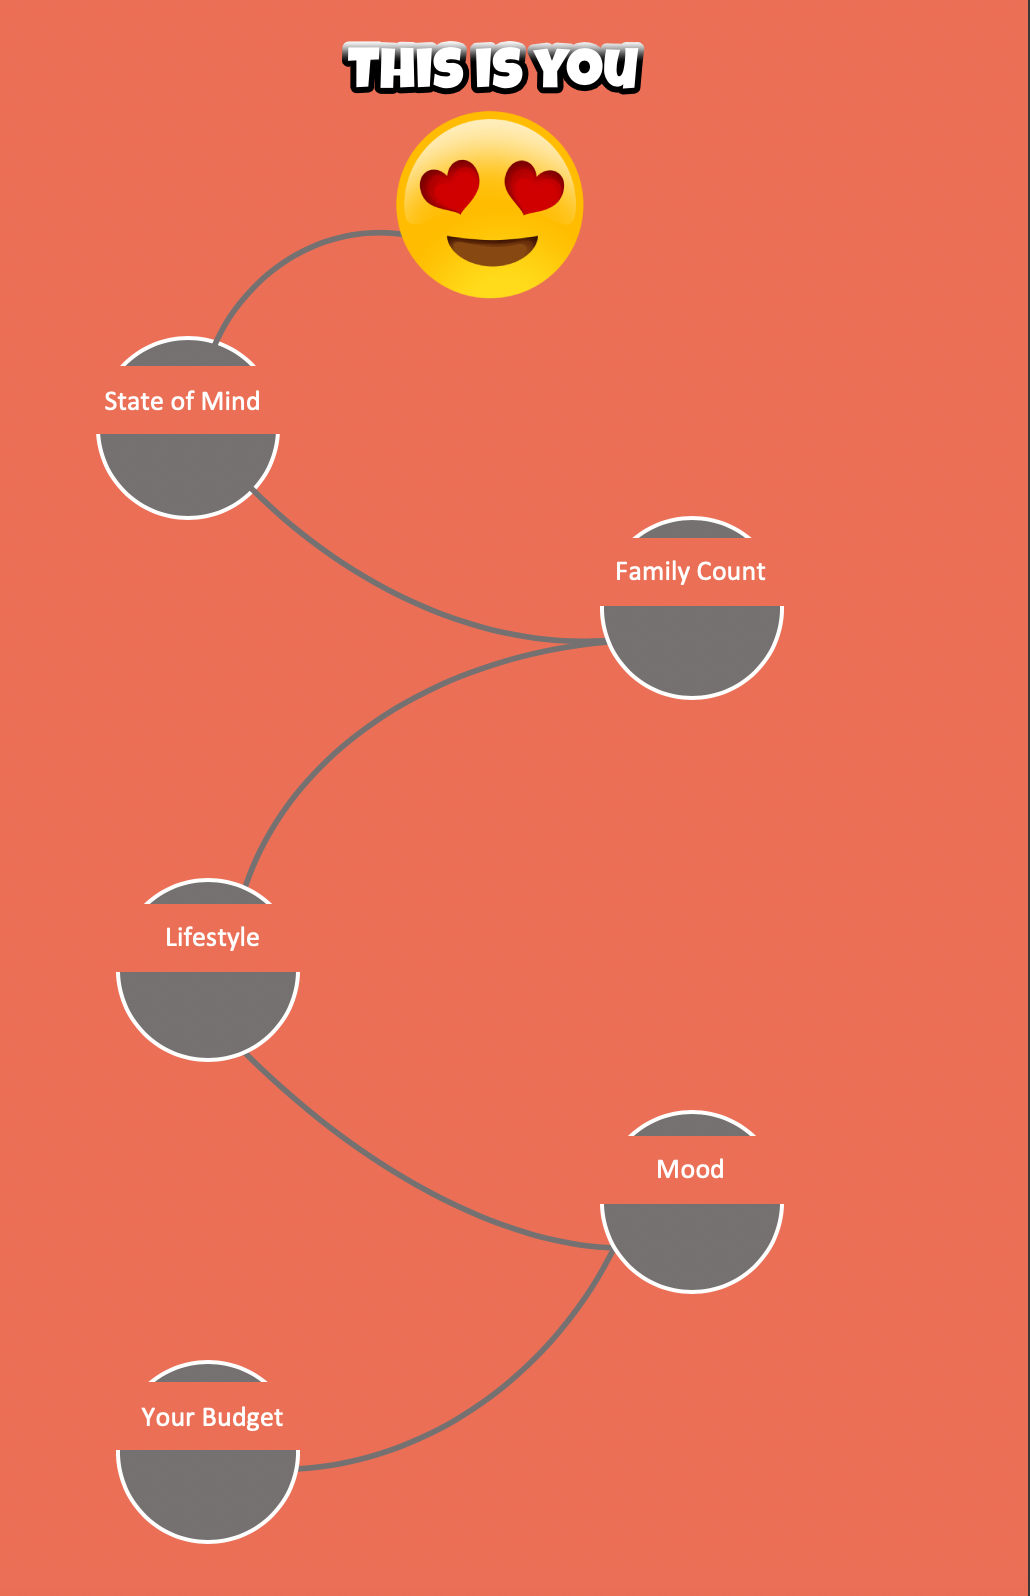 THIS IS YOU
State of Mind
Family Count
Lifestyle
Mood
Your Budget